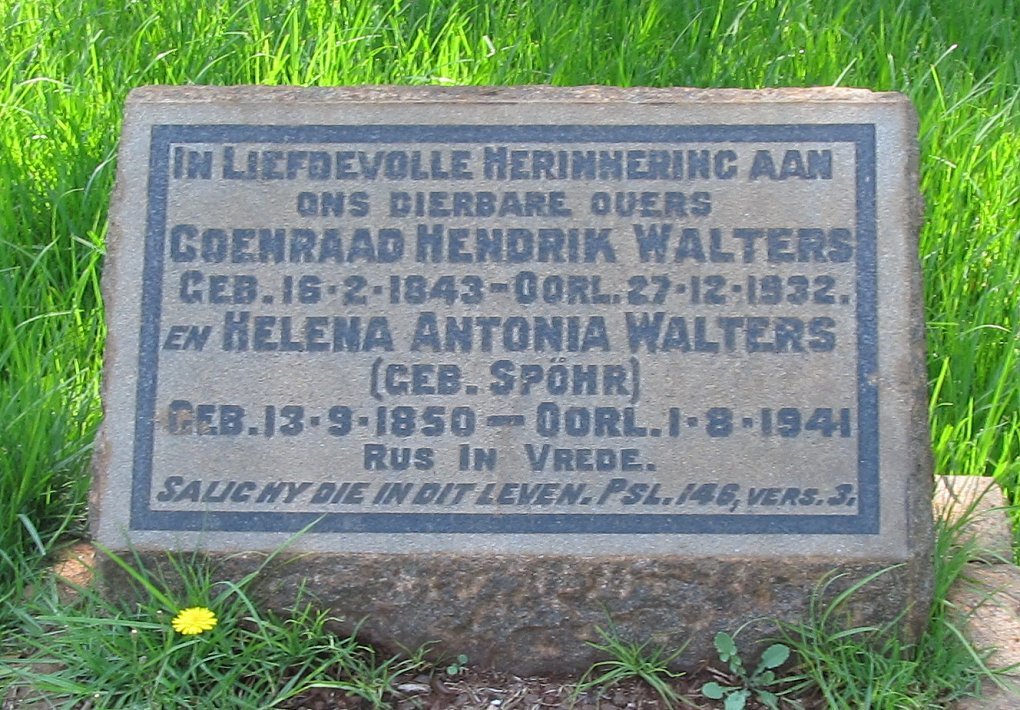 IN LIEFDEVOLLE HERINNERING AAN
ONS DIERBARE OUERS
COENRAAD HENDRIK WALTERS
GEB. 16·2·1843 – OORL. 27·12·1932.
EN HELENA ANTONIA WALTERS
(GEB. SPÖHR)
GEB. 13·9·1850 – OORL. 1·8·1941
RUS IN VREDE.
SALIG HY DIE IN DIT LEVEN. PSL. 146, VERS. 3.